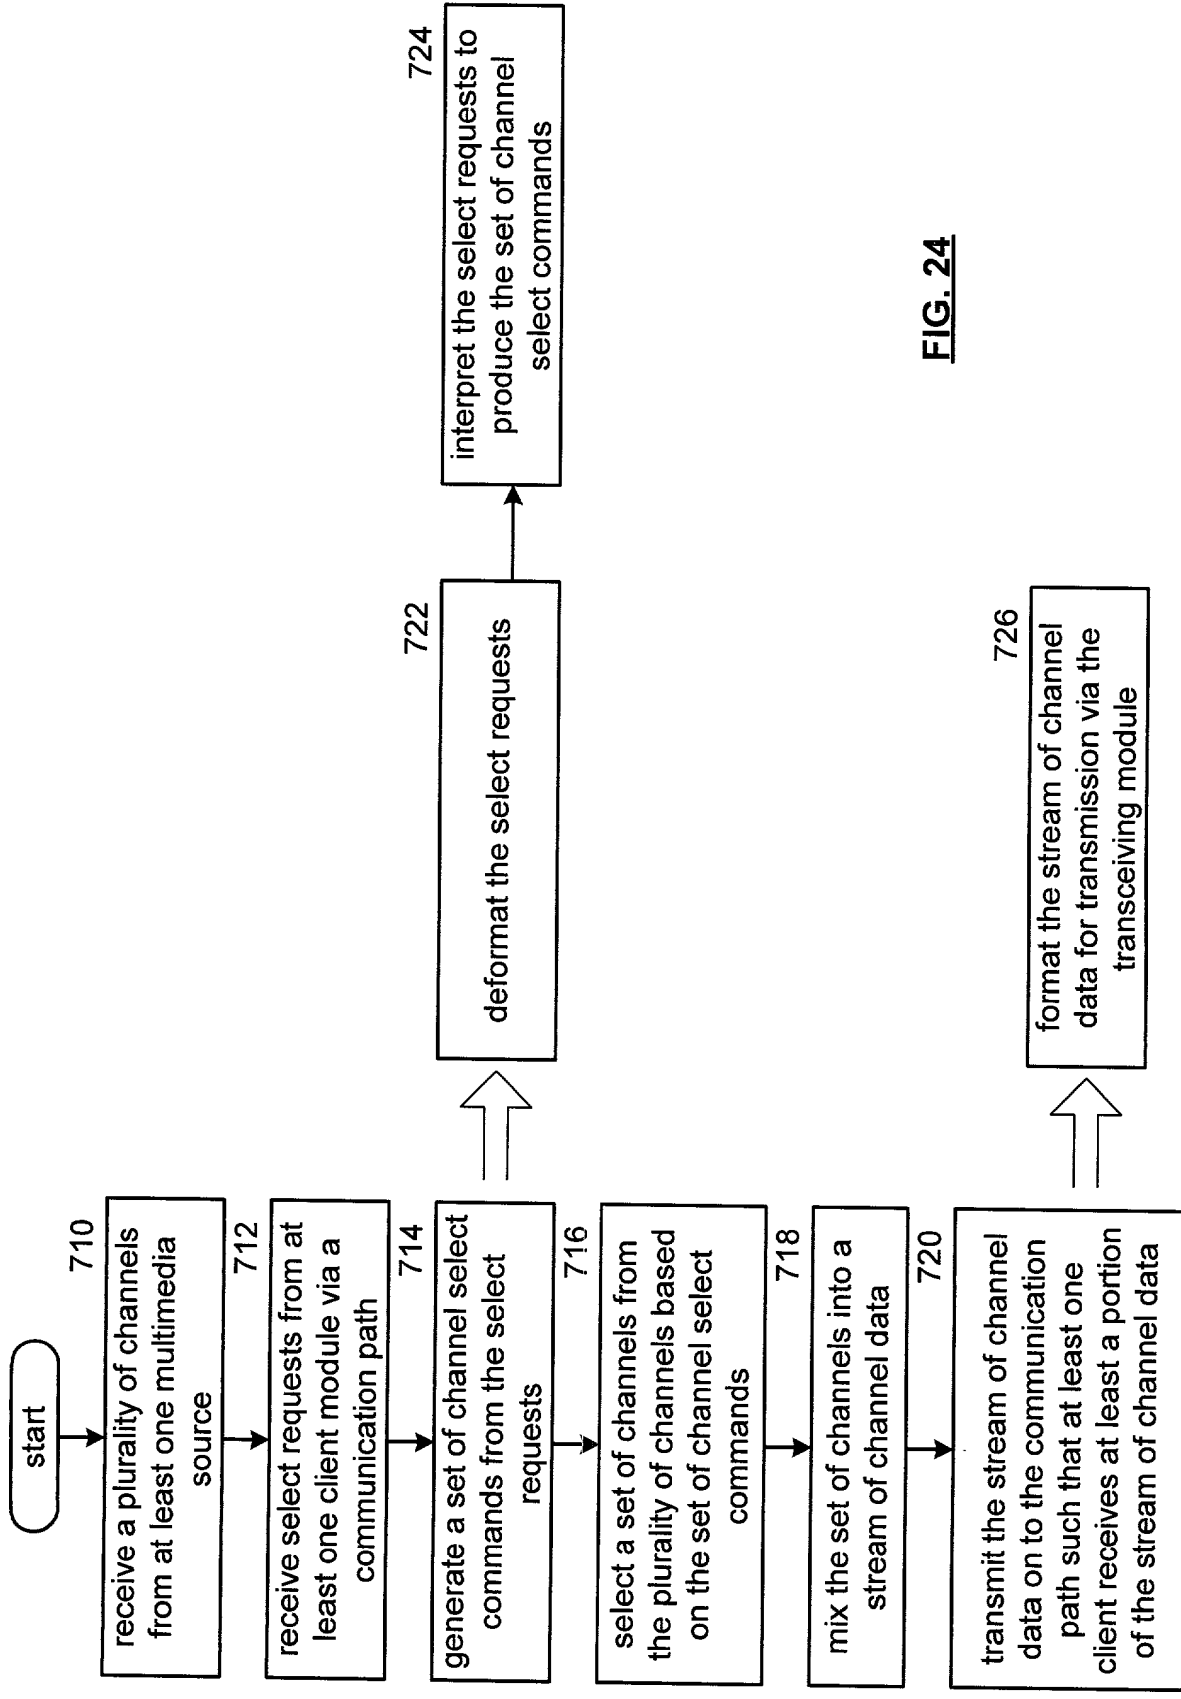 start
710
receive a plurality of channels
from at least one multimedia
source
712
receive select requests from at
least one client module via a
communication path
714
generate a set of channel select
commands from the select
requests
716
select a set of channels from
the plurality of channels based
on the set of channel select
commands
718
mix the set of channels into a
stream of channel data
720
transmit the stream of channel
data on to the communication
path such that at least one
client receives at least a portion
of the stream of channel data
722
deformat the select requests
724
interpret the select requests to
produce the set of channel
select commands
726
format the stream of channel
data for transmission via the
transceiving module
FIG. 24